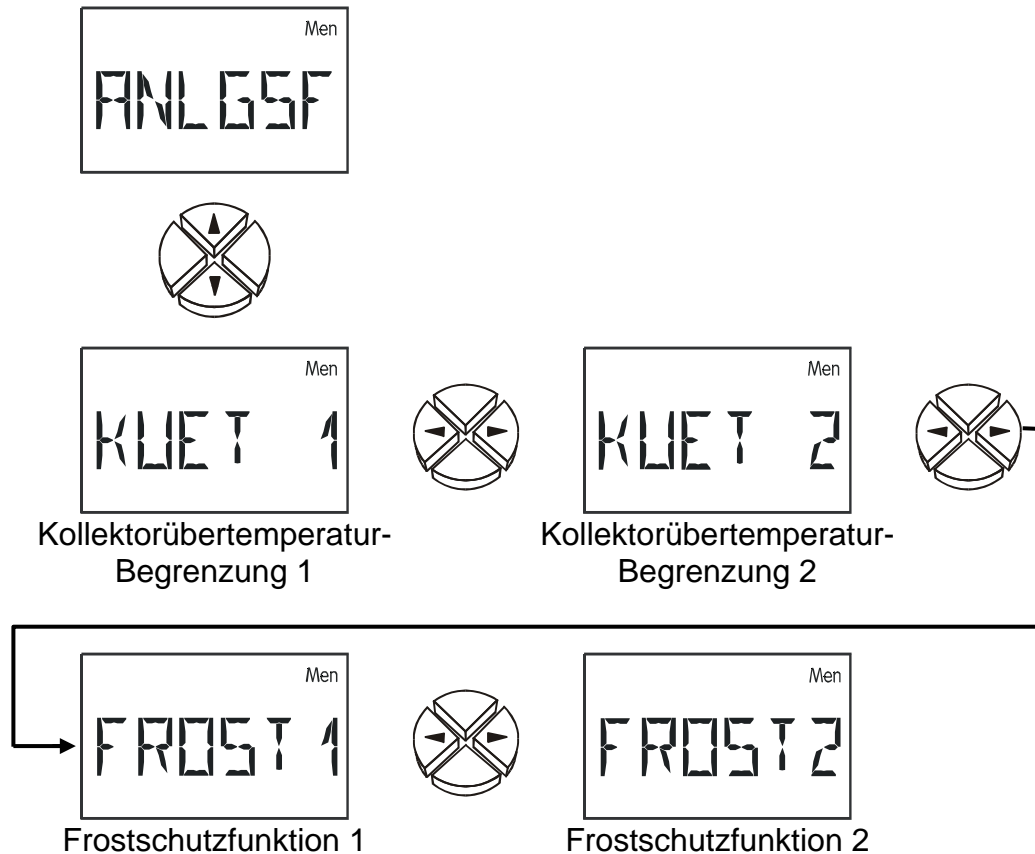 Men
ANLGSF
Men
KUET 1
Men
KUET 2
Kollektorübertemperatur-
Begrenzung 1
Kollektorübertemperatur-
Begrenzung 2
Men
FROST1
Men
FROST2
Frostschutzfunktion 1
Frostschutzfunktion 2